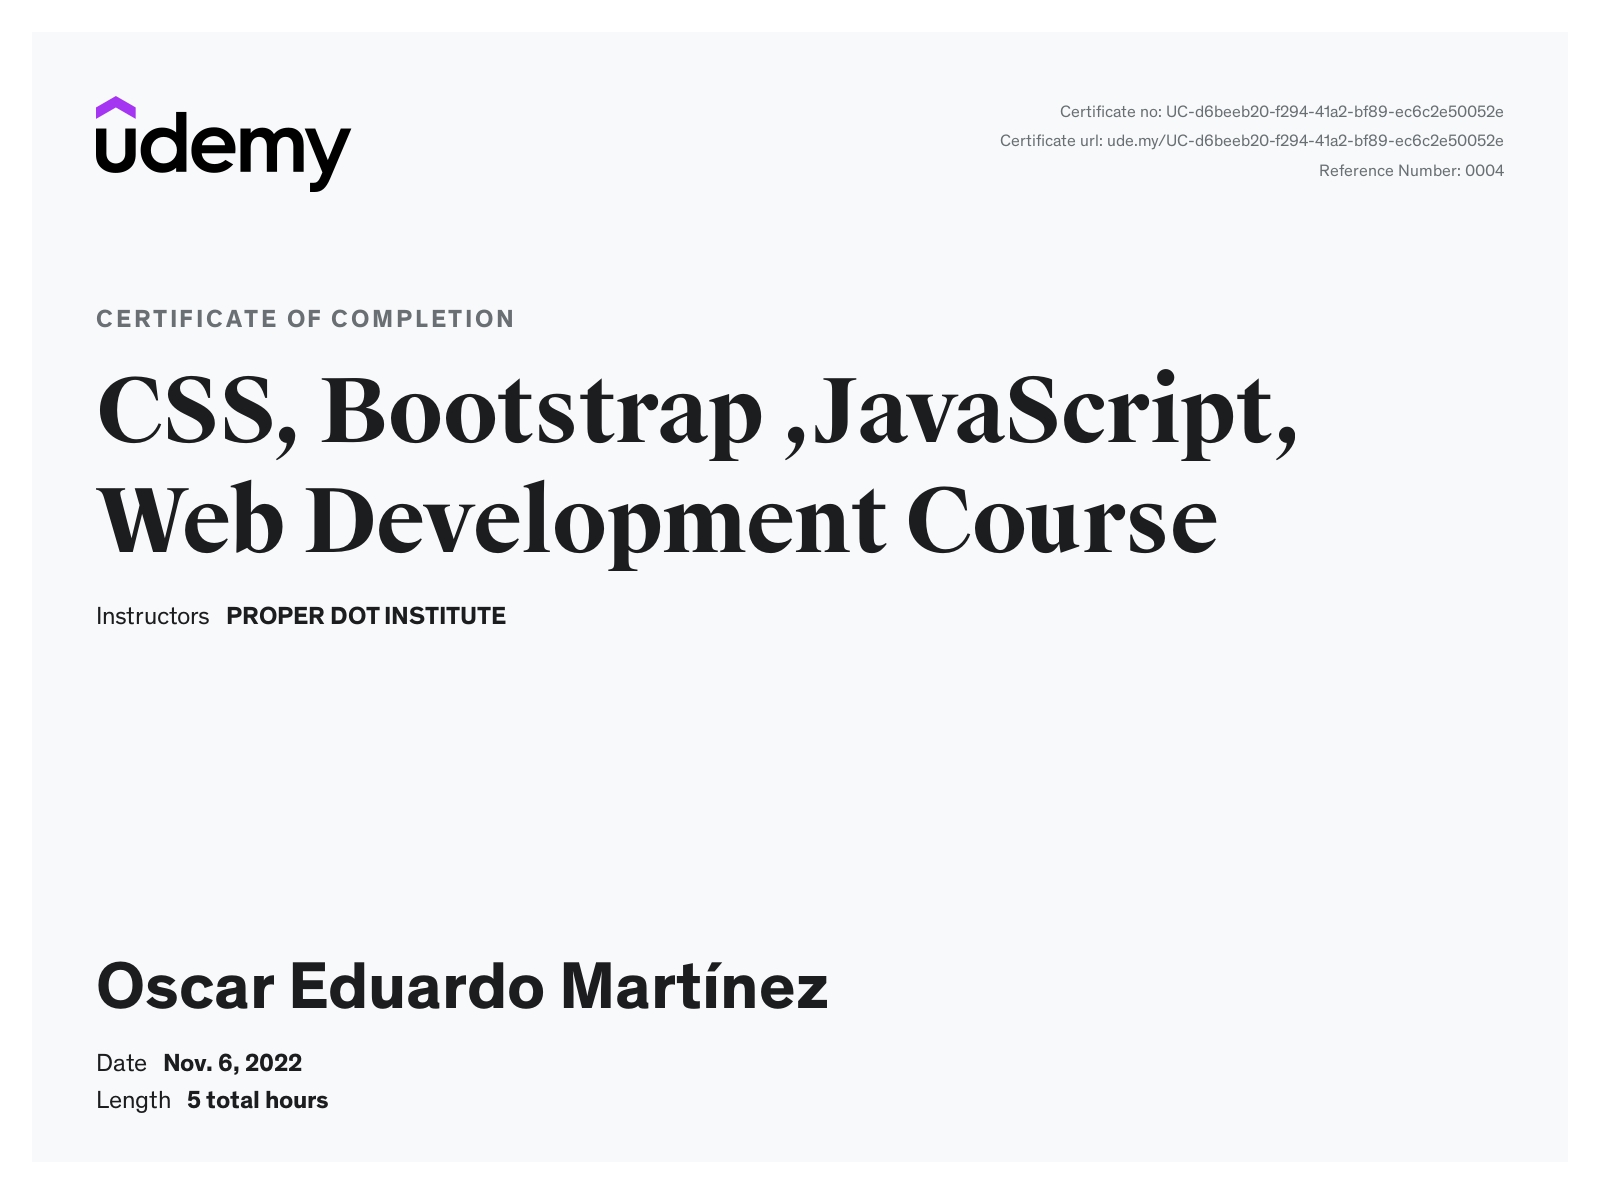 udemy
Certificate no: UC-d6beeb20-f294-41a2-bf89-ec6c2e50052e
Certificate url: ude.my/UC-d6beeb20-f294-41a2-bf89-ec6c2e50052e
Reference Number: 0004
CERTIFICATE OF COMPLETION
CSS, Bootstrap ,JavaScript,
Web Development Course
Instructors PROPER DOT INSTITUTE
Oscar Eduardo Martínez
Date Nov. 6, 2022
Length 5 total hours